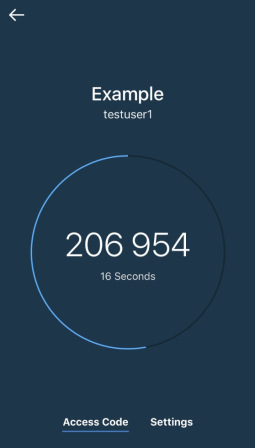 Example
testuser1
206 954
16 Seconds
Access Code
Settings